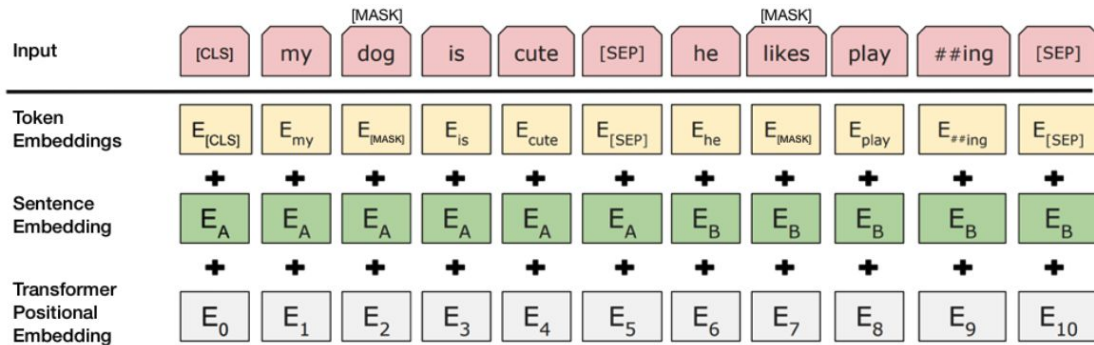 [MASK] [MASK]
Input [CLS] my dog is cute [SEP] he likes play ##ing [SEP]
Token Embeddings E[CLS] Emy E[MASK] Eis Ecute E[SEP] Ehe E[MASK] Eplay E##ing E[SEP]
+ + + + + + + + + + +
Sentence Embedding EA EA EA EA EA EA EB EB EB EB EB
+ + + + + + + + + + +
Transformer Positional Embedding E0 E1 E2 E3 E4 E5 E6 E7 E8 E9 E10